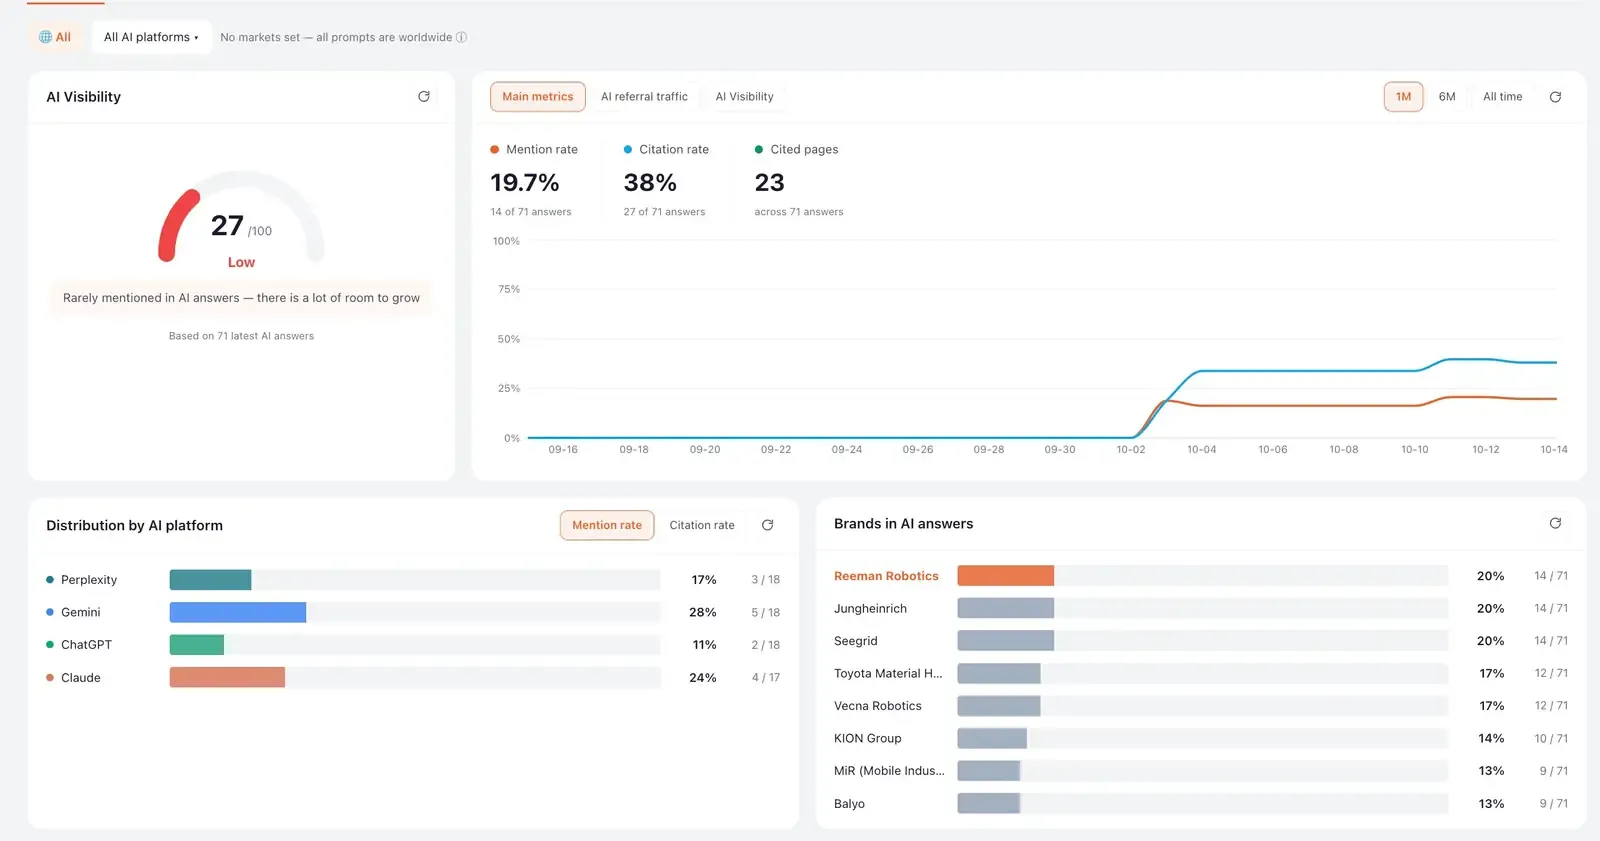 All
All AI platforms ▾
No markets set — all prompts are worldwide ⓘ
AI Visibility
27 /100
Low
Rarely mentioned in AI answers — there is a lot of room to grow
Based on 71 latest AI answers
Main metrics
AI referral traffic
AI Visibility
1M
6M
All time
Mention rate
19.7%
14 of 71 answers
Citation rate
38%
27 of 71 answers
Cited pages
23
across 71 answers
100%
75%
50%
25%
0%
09-16 09-18 09-20 09-22 09-24 09-26 09-28 09-30 10-02 10-04 10-06 10-08 10-10 10-12 10-14
Distribution by AI platform
Mention rate
Citation rate
Perplexity 17% 3 / 18
Gemini 28% 5 / 18
ChatGPT 11% 2 / 18
Claude 24% 4 / 17
Brands in AI answers
Reeman Robotics 20% 14 / 71
Jungheinrich 20% 14 / 71
Seegrid 20% 14 / 71
Toyota Material H... 17% 12 / 71
Vecna Robotics 17% 12 / 71
KION Group 14% 10 / 71
MiR (Mobile Indus... 13% 9 / 71
Balyo 13% 9 / 71